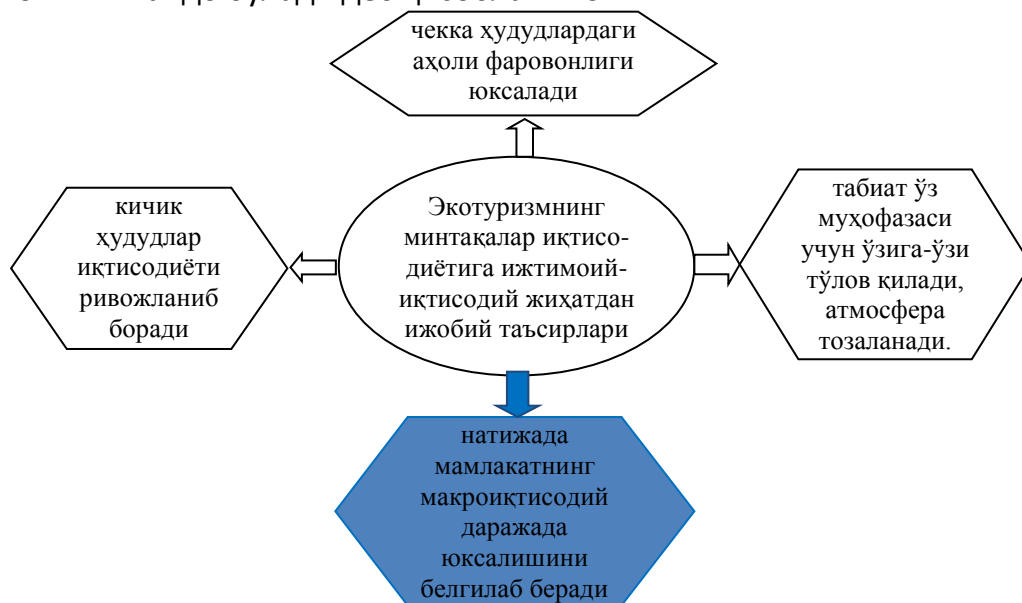 чекка ҳудудлардаги
аҳоли фаровонлиги
юксалади
кичик
ҳудудлар
иқтисодиёти
ривожланиб
боради
Экотуризмнинг
минтақалар иқтисо-
диётига ижтимоий-
иқтисодий жиҳатдан
ижобий таъсирлари
табиат ўз
муҳофазаси
учун ўзига-ўзи
тўлов қилади,
атмосфера
тозаланади.
натижада
мамлакатнинг
макроиқтисодий
даражада
юксалишини
белгилаб беради